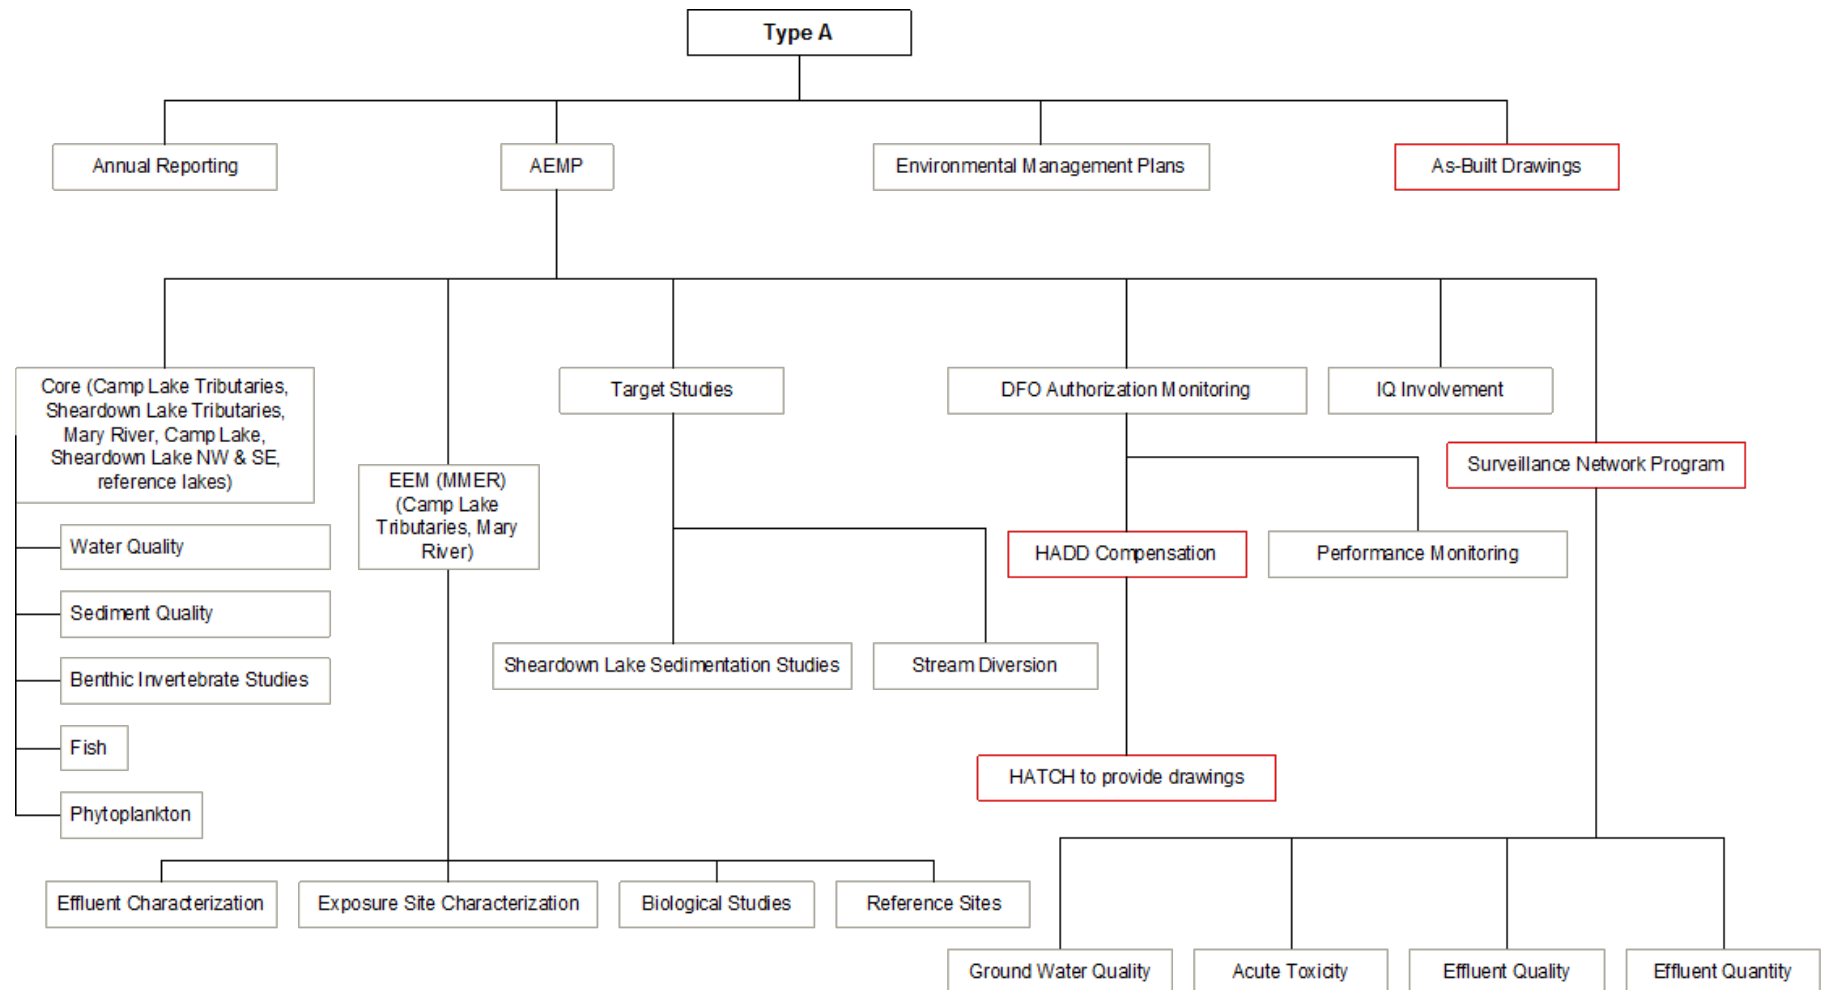 Type A
Annual Reporting
AEMP
Environmental Management Plans
As-Built Drawings
Core (Camp Lake Tributaries,
Sheardown Lake Tributaries,
Mary River, Camp Lake,
Sheardown Lake NW & SE,
reference lakes)
Target Studies
DFO Authorization Monitoring
IQ Involvement
Surveillance Network Program
EEM (MMER)
(Camp Lake
Tributaries, Mary
River)
Water Quality
HADD Compensation
Performance Monitoring
Sediment Quality
Benthic Invertebrate Studies
Sheardown Lake Sedimentation Studies
Stream Diversion
Fish
HATCH to provide drawings
Phytoplankton
Effluent Characterization
Exposure Site Characterization
Biological Studies
Reference Sites
Ground Water Quality
Acute Toxicity
Effluent Quality
Effluent Quantity